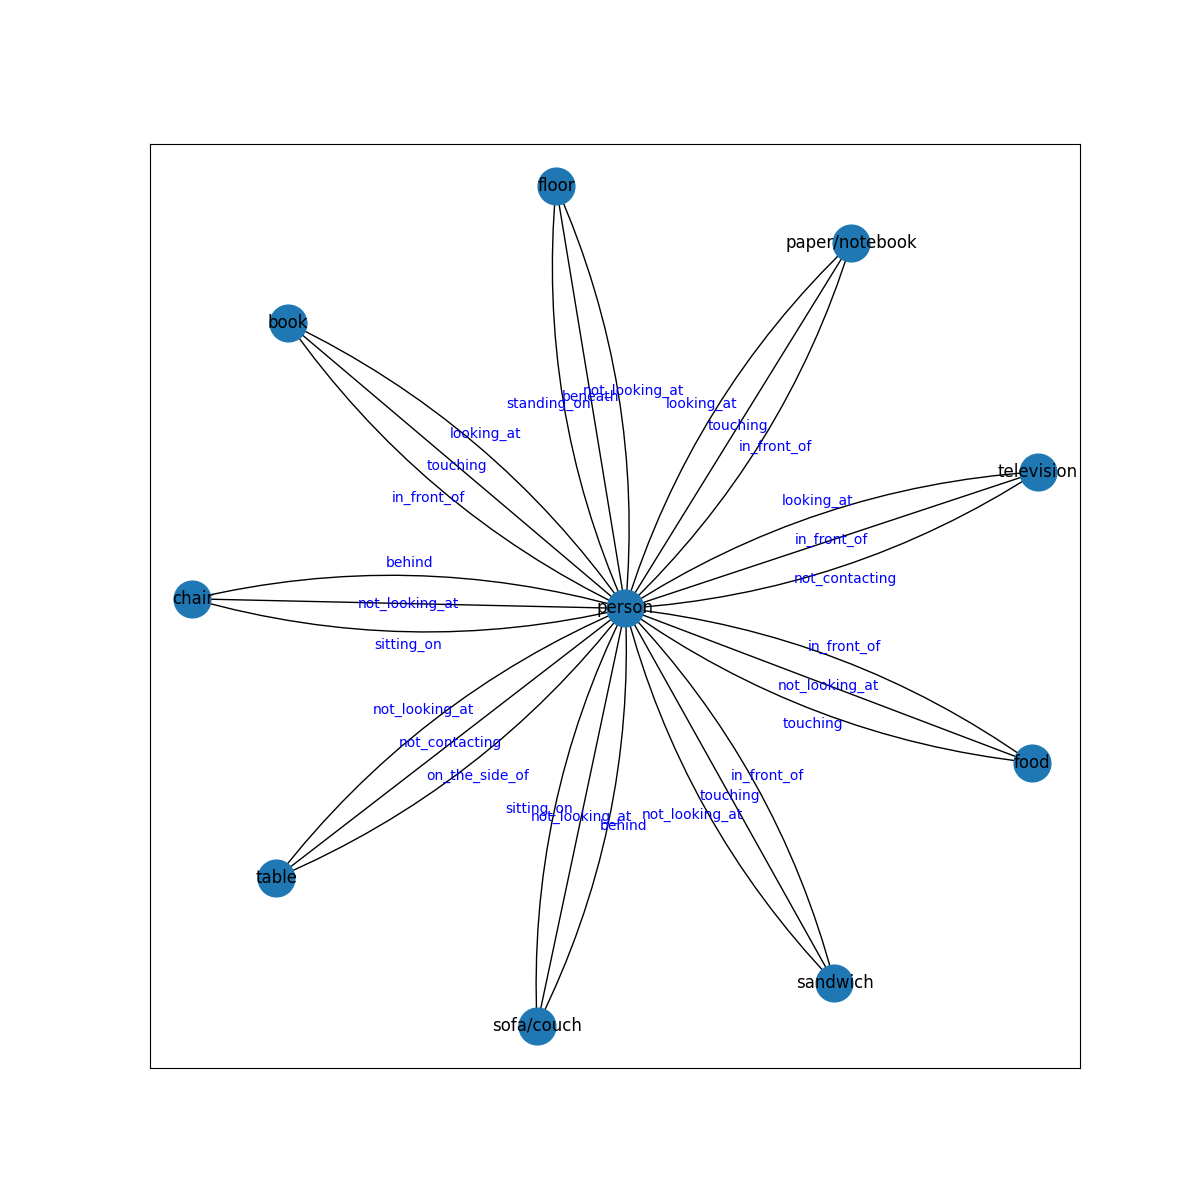 floor
paper/notebook
book
not_looking_at
beneath
standing_on
looking_at
touching
looking_at
in_front_of
touching
television
in_front_of
looking_at
in_front_of
behind
not_contacting
chair
not_looking_at
person
sitting_on
in_front_of
not_looking_at
not_looking_at
touching
not_contacting
food
on_the_side_of
in_front_of
touching
sitting_on
not_looking_at
not_looking_at
behind
table
sandwich
sofa/couch